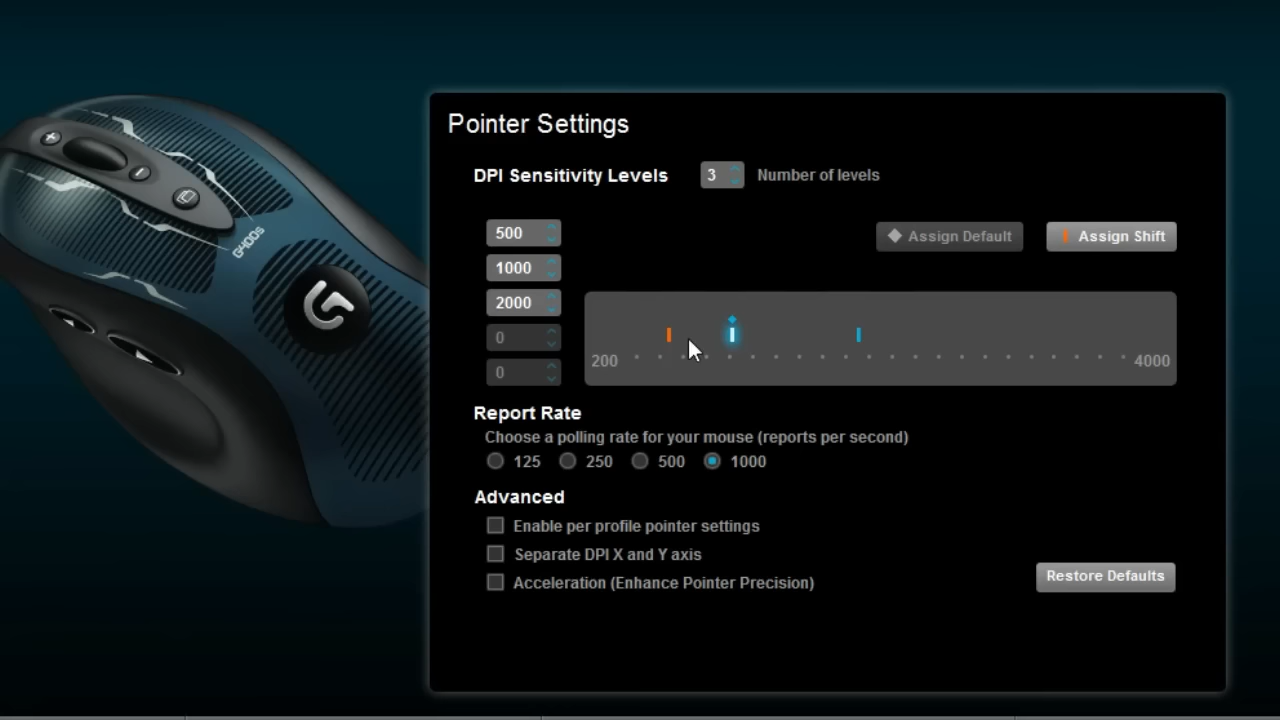 Pointer Settings
DPI Sensitivity Levels 3 Number of levels
500
Assign Default Assign Shift
1000
2000
0
200 4000
0
Report Rate
Choose a polling rate for your mouse (reports per second)
125 250 500 1000
Advanced
Enable per profile pointer settings
Separate DPI X and Y axis
Acceleration (Enhance Pointer Precision)
Restore Defaults
G400s